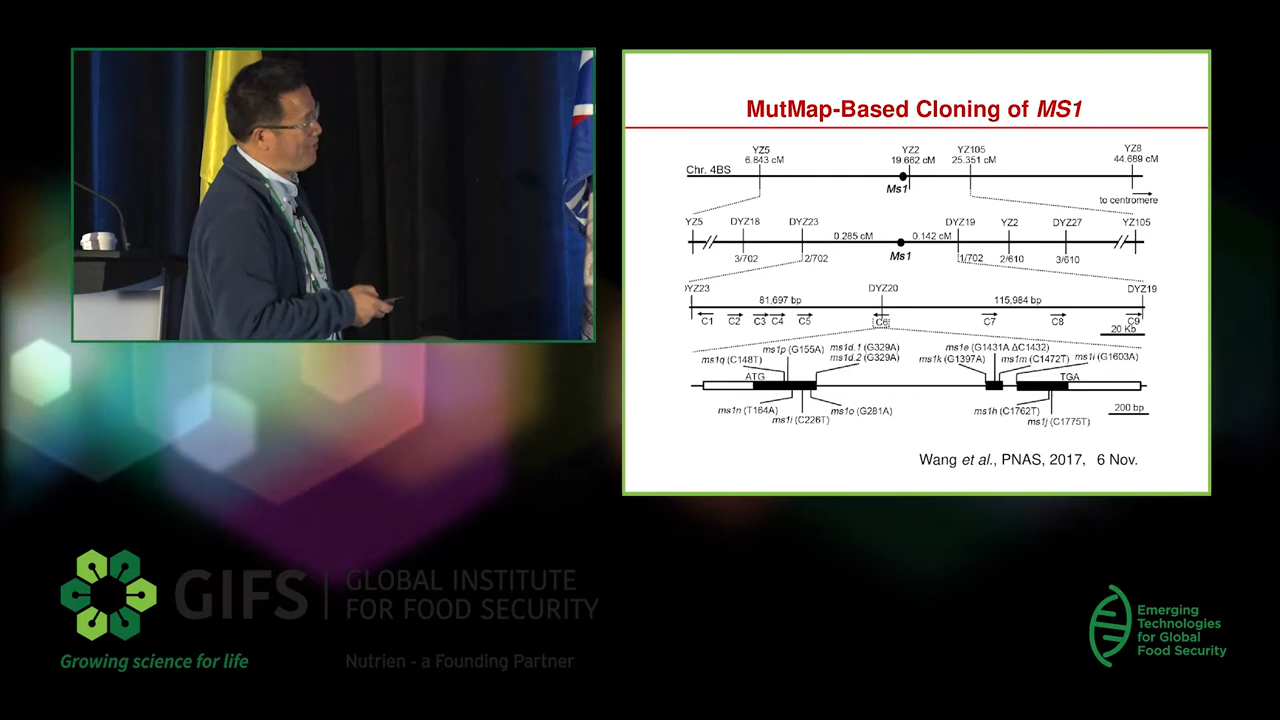 MutMap-Based Cloning of MS1
YZ5 YZ2 YZ105 YZ8
6.843 cM 19.662 cM 25.351 cM 44.689 cM
Chr. 4BS
Ms1
to centromere
YZ5 DYZ18 DYZ23 DYZ19 YZ2 DYZ27 YZ105
0.285 cM 0.142 cM
3/702 2/702 Ms1 1/702 2/610 3/610
DYZ23 DYZ20 DYZ19
81,697 bp 115,984 bp
C1 C2 C3 C4 C5 C6 C7 C8 C9
20 Kb
ms1p (G155A) ms1d.1 (G329A) ms1e (G1431A ΔC1432)
ms1q (C148T) ms1d.2 (G329A) ms1k (G1397A) ms1m (C1472T) ms1l (G1603A)
ATG TGA
ms1n (T164A) ms1o (G281A) ms1h (C1762T) 200 bp
ms1i (C226T) ms1j (C1775T)
Wang et al., PNAS, 2017, 6 Nov.
GIFS
GLOBAL INSTITUTE
FOR FOOD SECURITY
Growing science for life
Nutrien - a Founding Partner
Emerging
Technologies
for Global
Food Security